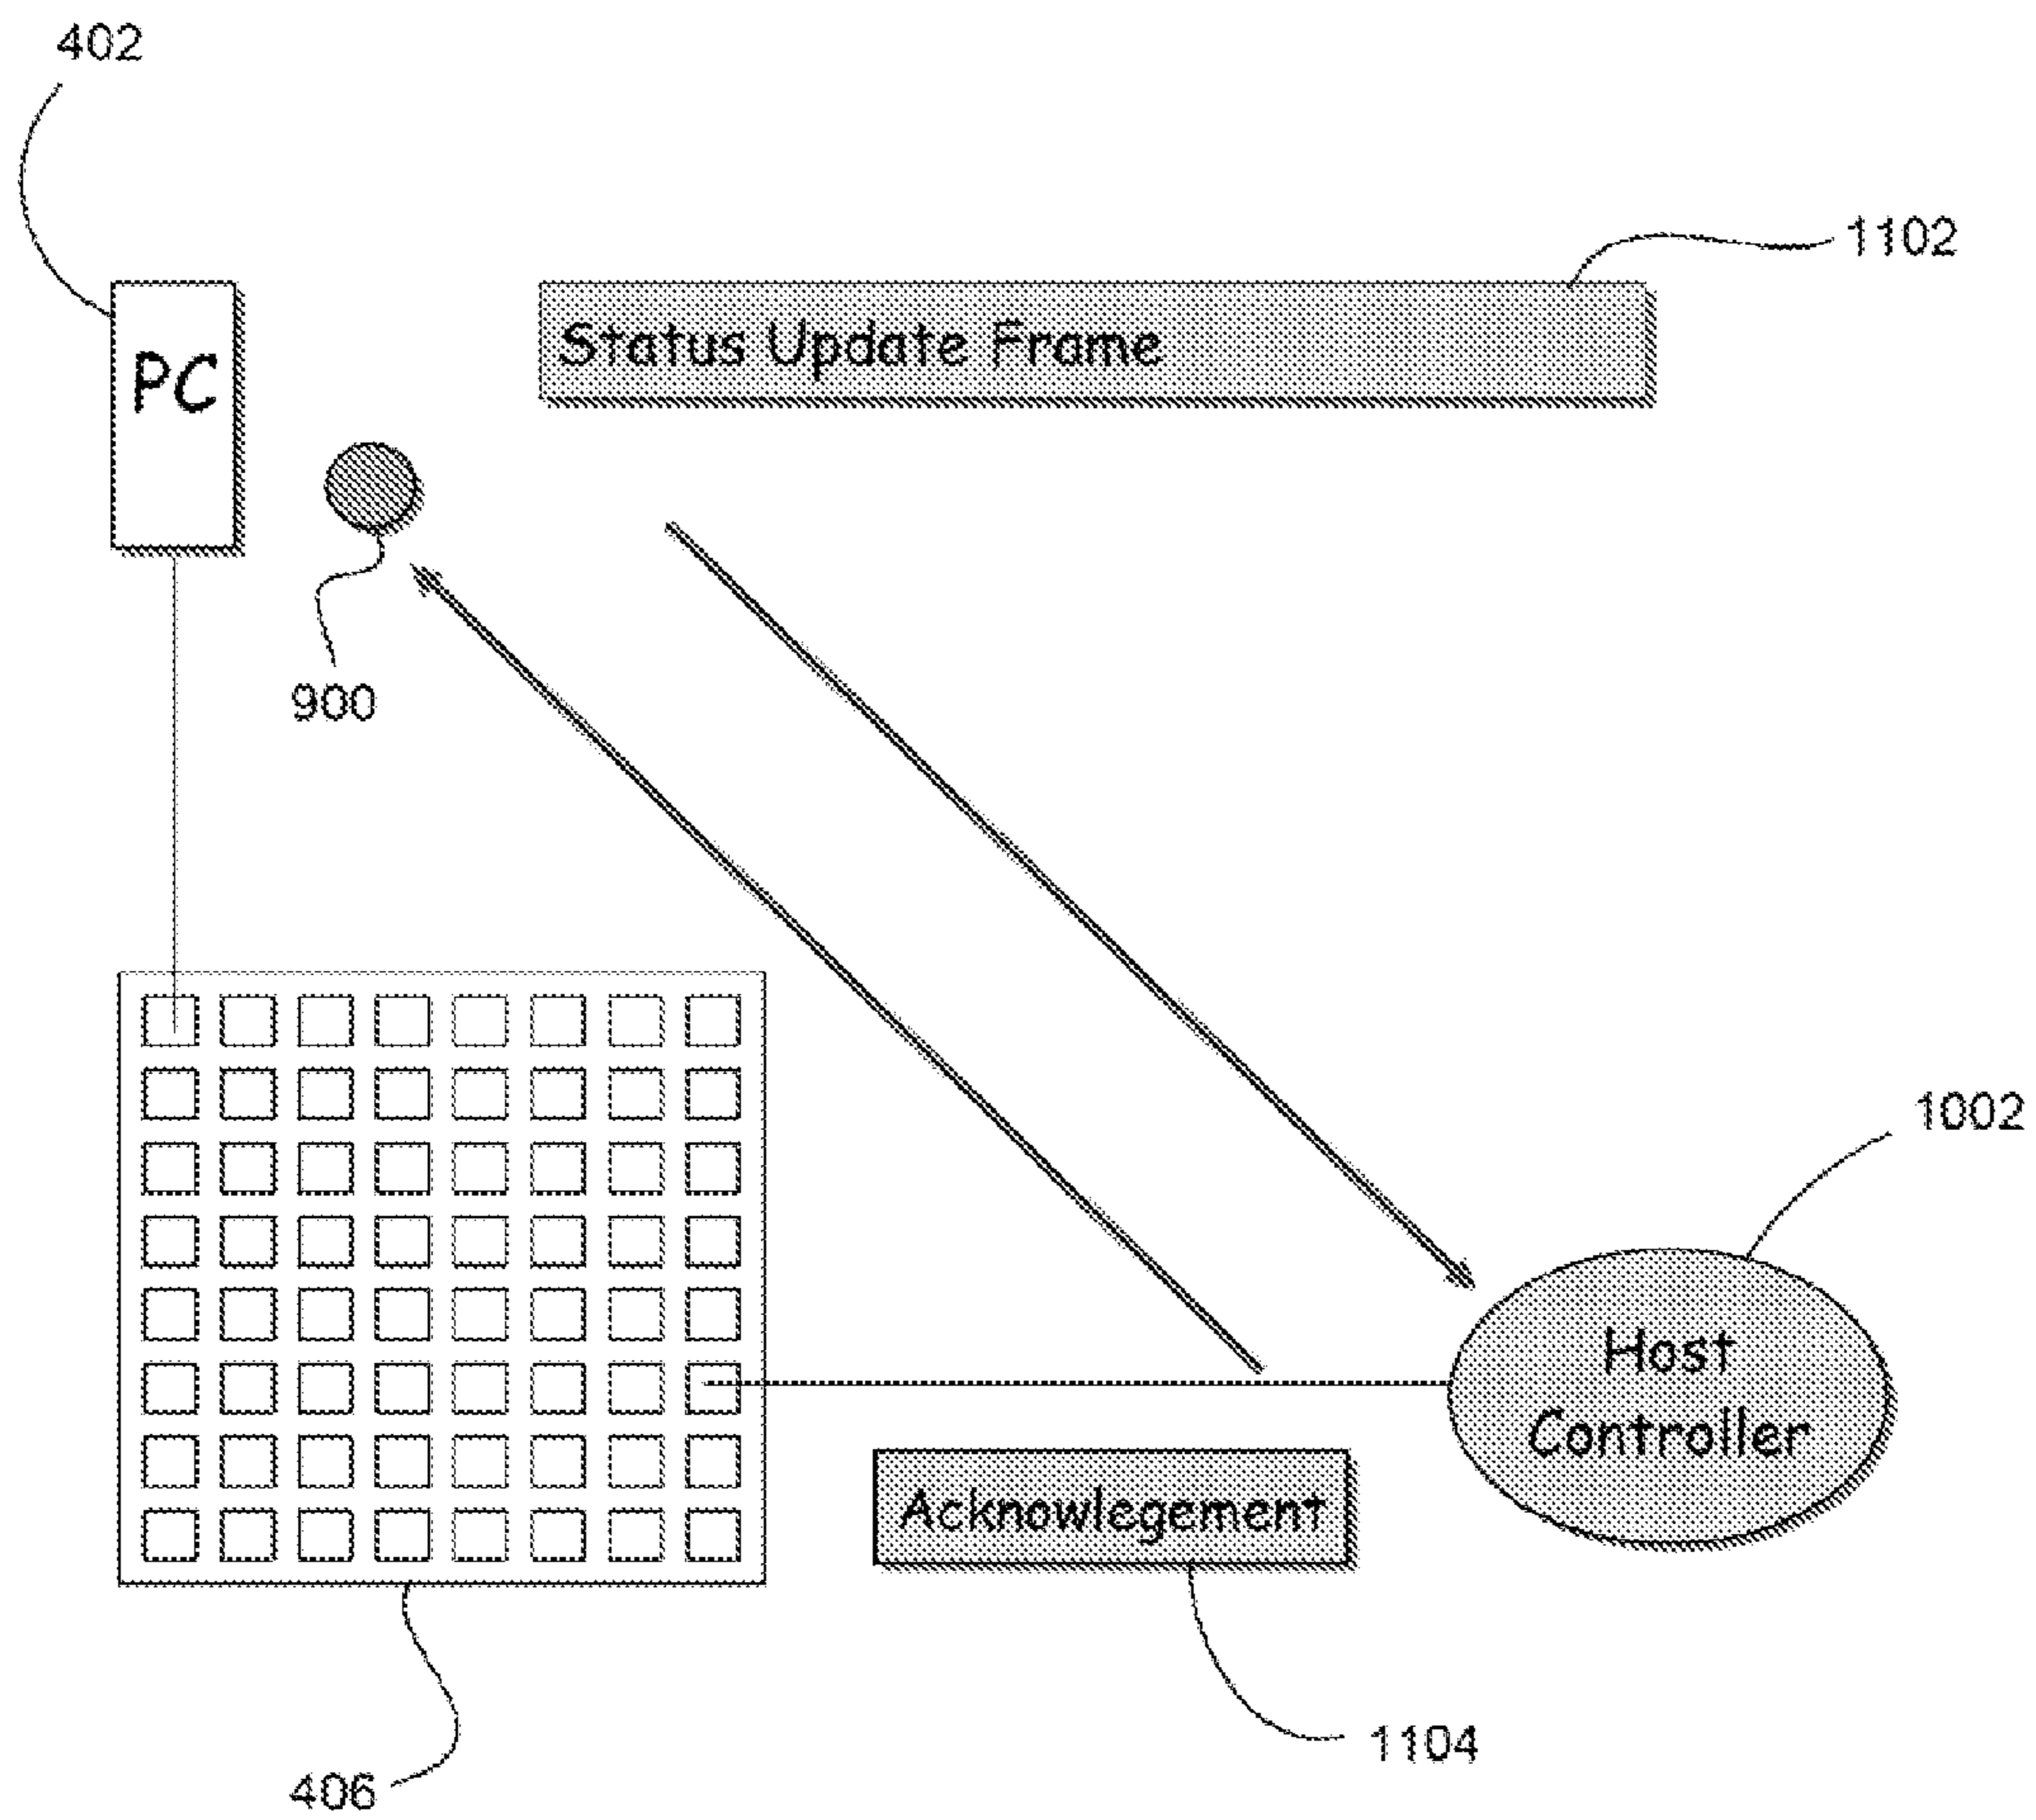 402
1102
PC
Status Update Frame
900
1002
Host
Controller
Acknowlegement
1104
406